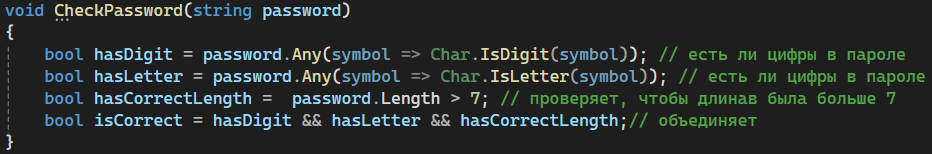 void CheckPassword(string password)
{
    bool hasDigit = password.Any(symbol => Char.IsDigit(symbol)); // есть ли цифры в пароле
    bool hasLetter = password.Any(symbol => Char.IsLetter(symbol)); // есть ли цифры в пароле
    bool hasCorrectLength =  password.Length > 7; // проверяет, чтобы длинав была больше 7
    bool isCorrect = hasDigit && hasLetter && hasCorrectLength;// объединяет
}